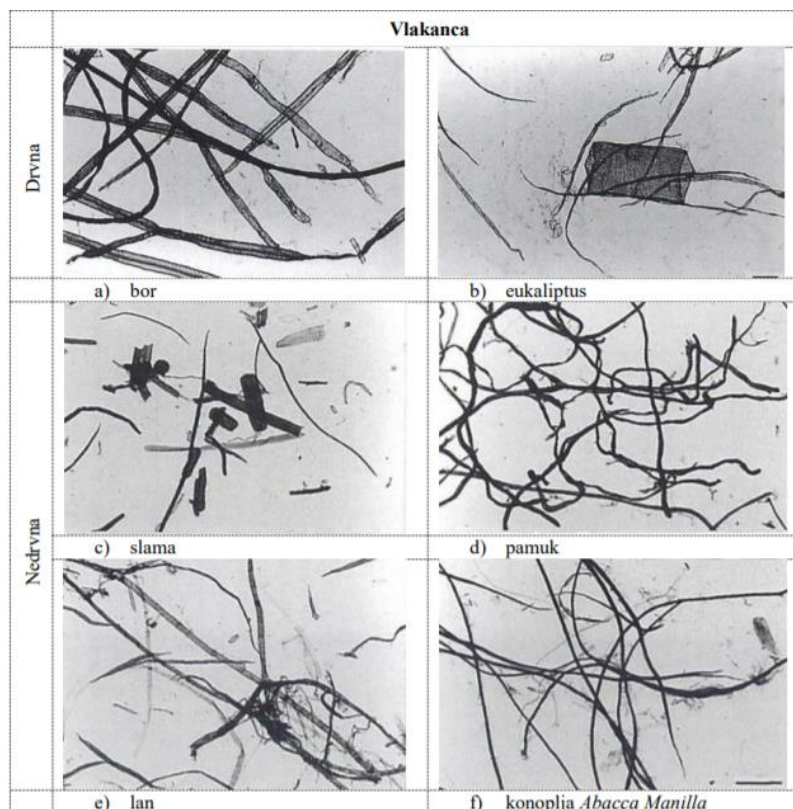 Vlakanca
Drvna
a) bor
b) eukaliptus
Nedrvna
c) slama
d) pamuk
e) lan
f) konoplja Abacca Manilla